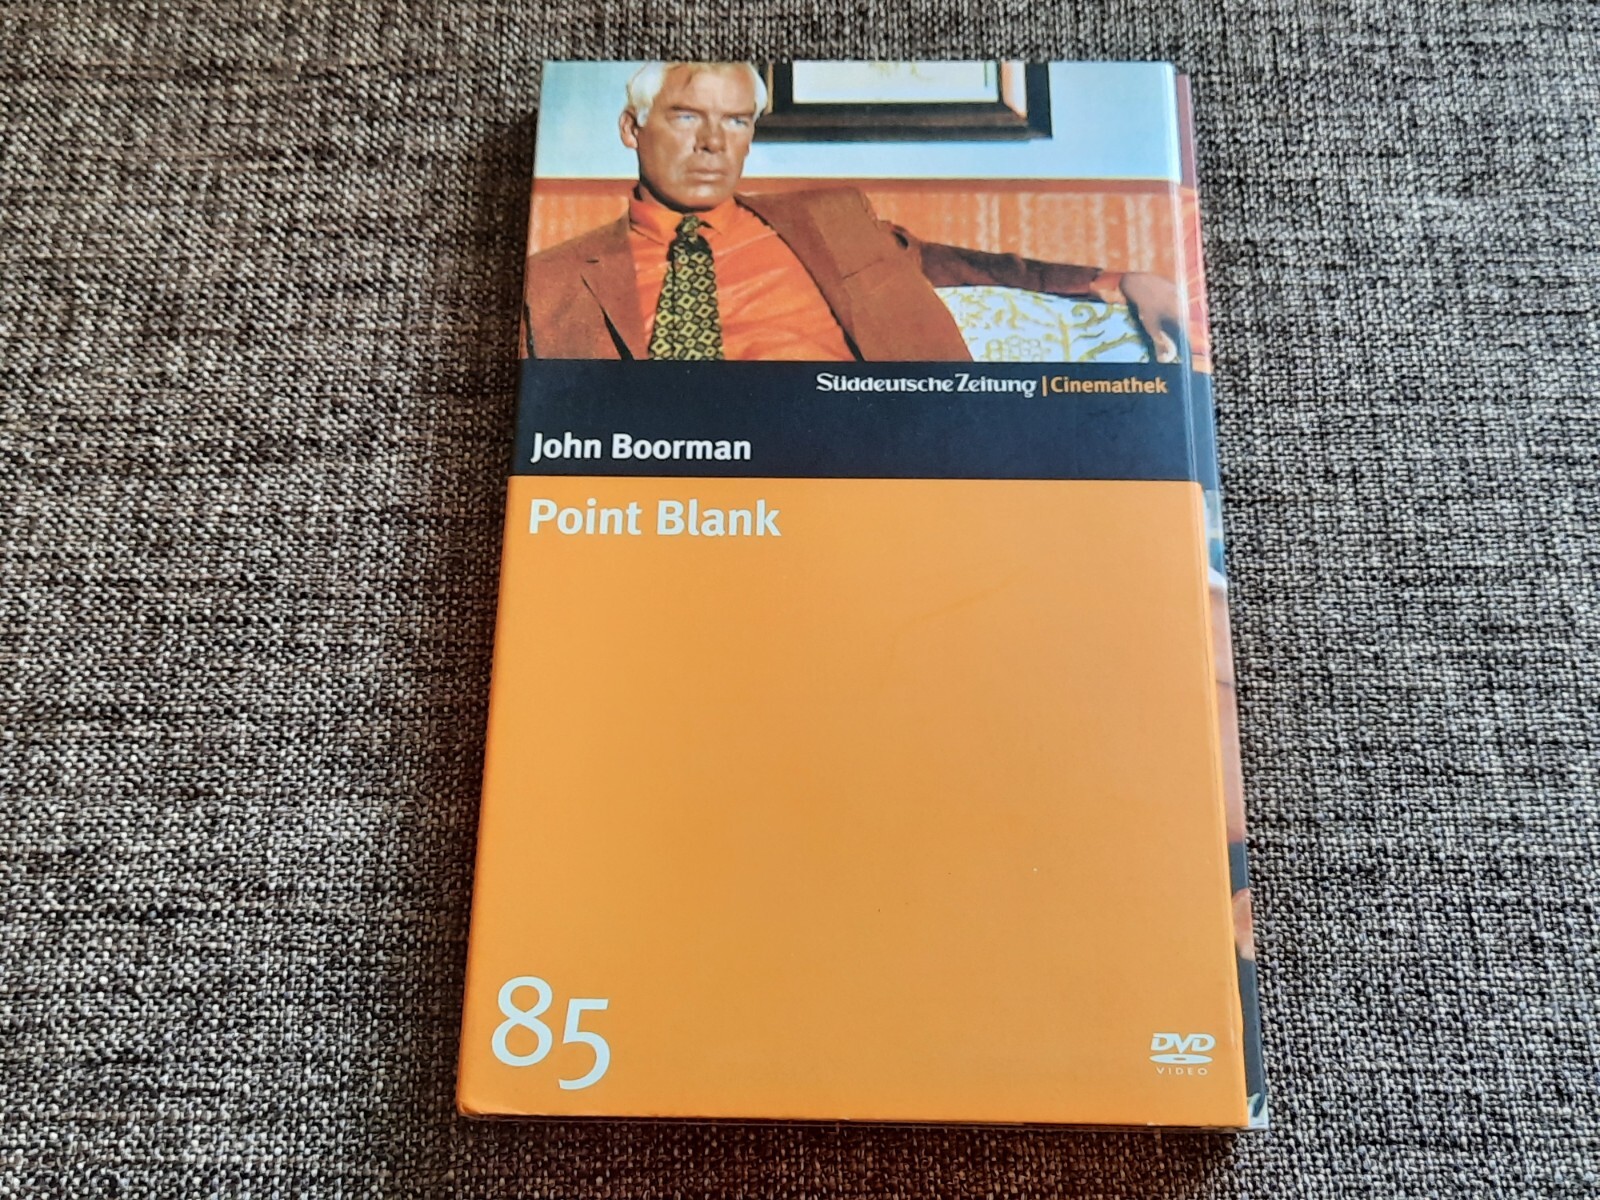 Süddeutsche Zeitung | Cinemathek
John Boorman
Point Blank
85
DVD
VIDEO